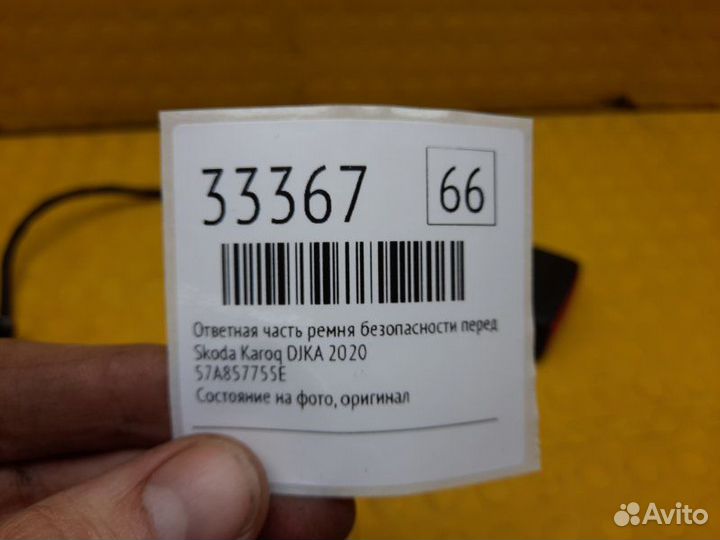 33367
66
Ответная часть ремня безопасности перед
Skoda Karoq DJKA 2020
57A857755E
Состояние на фото, оригинал
Avito